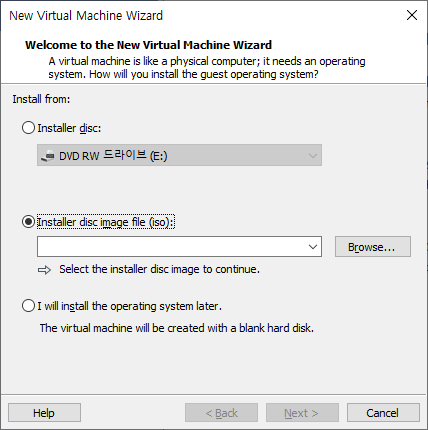 New Virtual Machine Wizard
Welcome to the New Virtual Machine Wizard
A virtual machine is like a physical computer; it needs an operating
system. How will you install the guest operating system?
Install from:
Installer disc:
DVD RW 드라이브 (E:)
Installer disc image file (iso):
Browse...
Select the installer disc image to continue.
I will install the operating system later.
The virtual machine will be created with a blank hard disk.
Help
< Back
Next >
Cancel